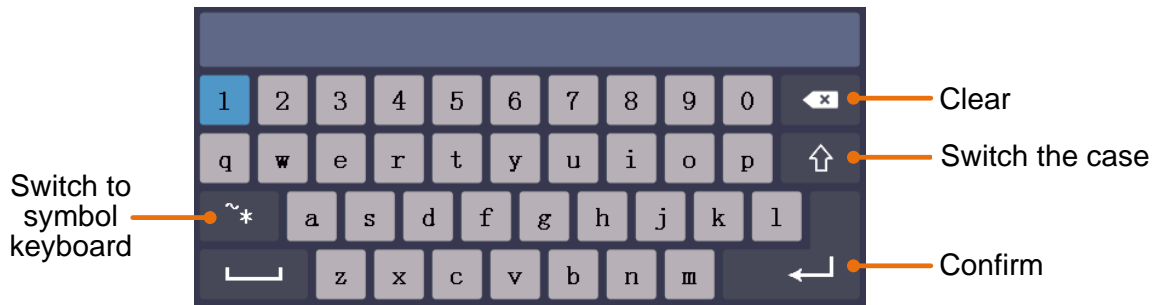 1 2 3 4 5 6 7 8 9 0
Clear
q w e r t y u i o p
Switch the case
Switch to
symbol
keyboard
~* a s d f g h j k l
z x c v b n m
Confirm